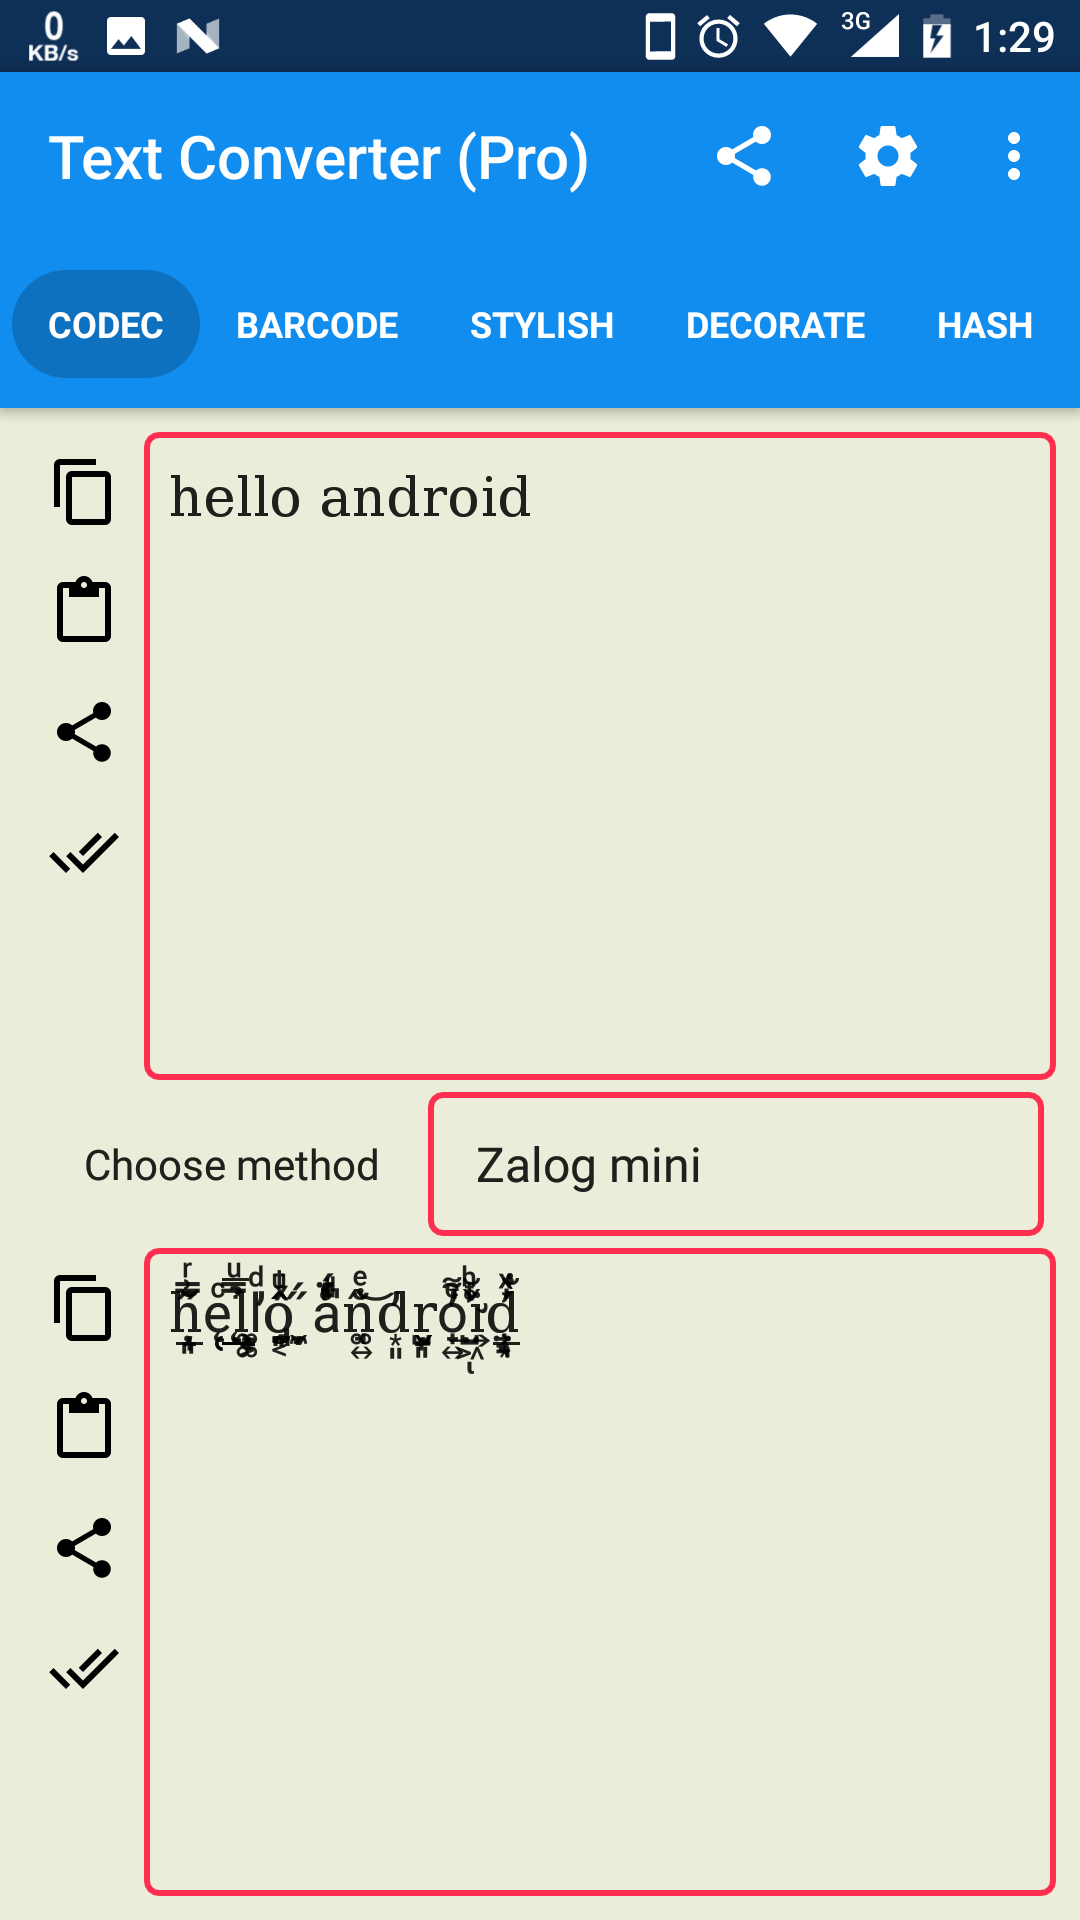 0
KB/s
3G
1:29
Text Converter (Pro)
CODEC
BARCODE
STYLISH
DECORATE
HASH
hello android
Choose method
Zalog mini
hello android